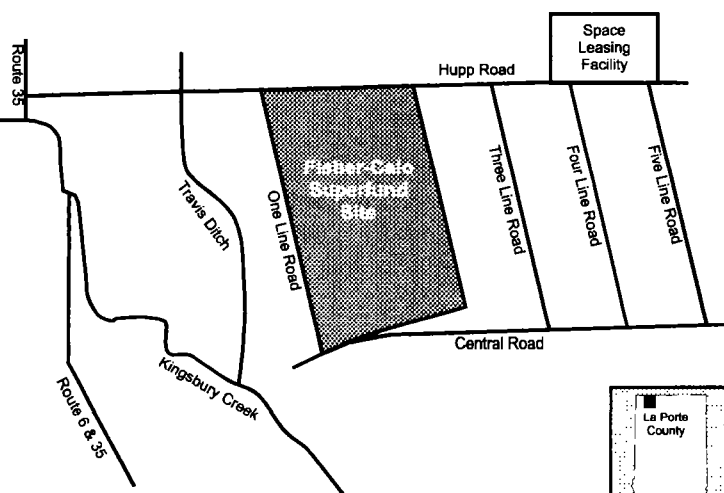 Space
Leasing
Facility
Hupp Road
Route 35
Fisher-Calo
Superfund
Site
Travis Ditch
One Line Road
Three Line Road
Four Line Road
Five Line Road
Central Road
Kingsbury Creek
Route 6 & 35
La Porte
County